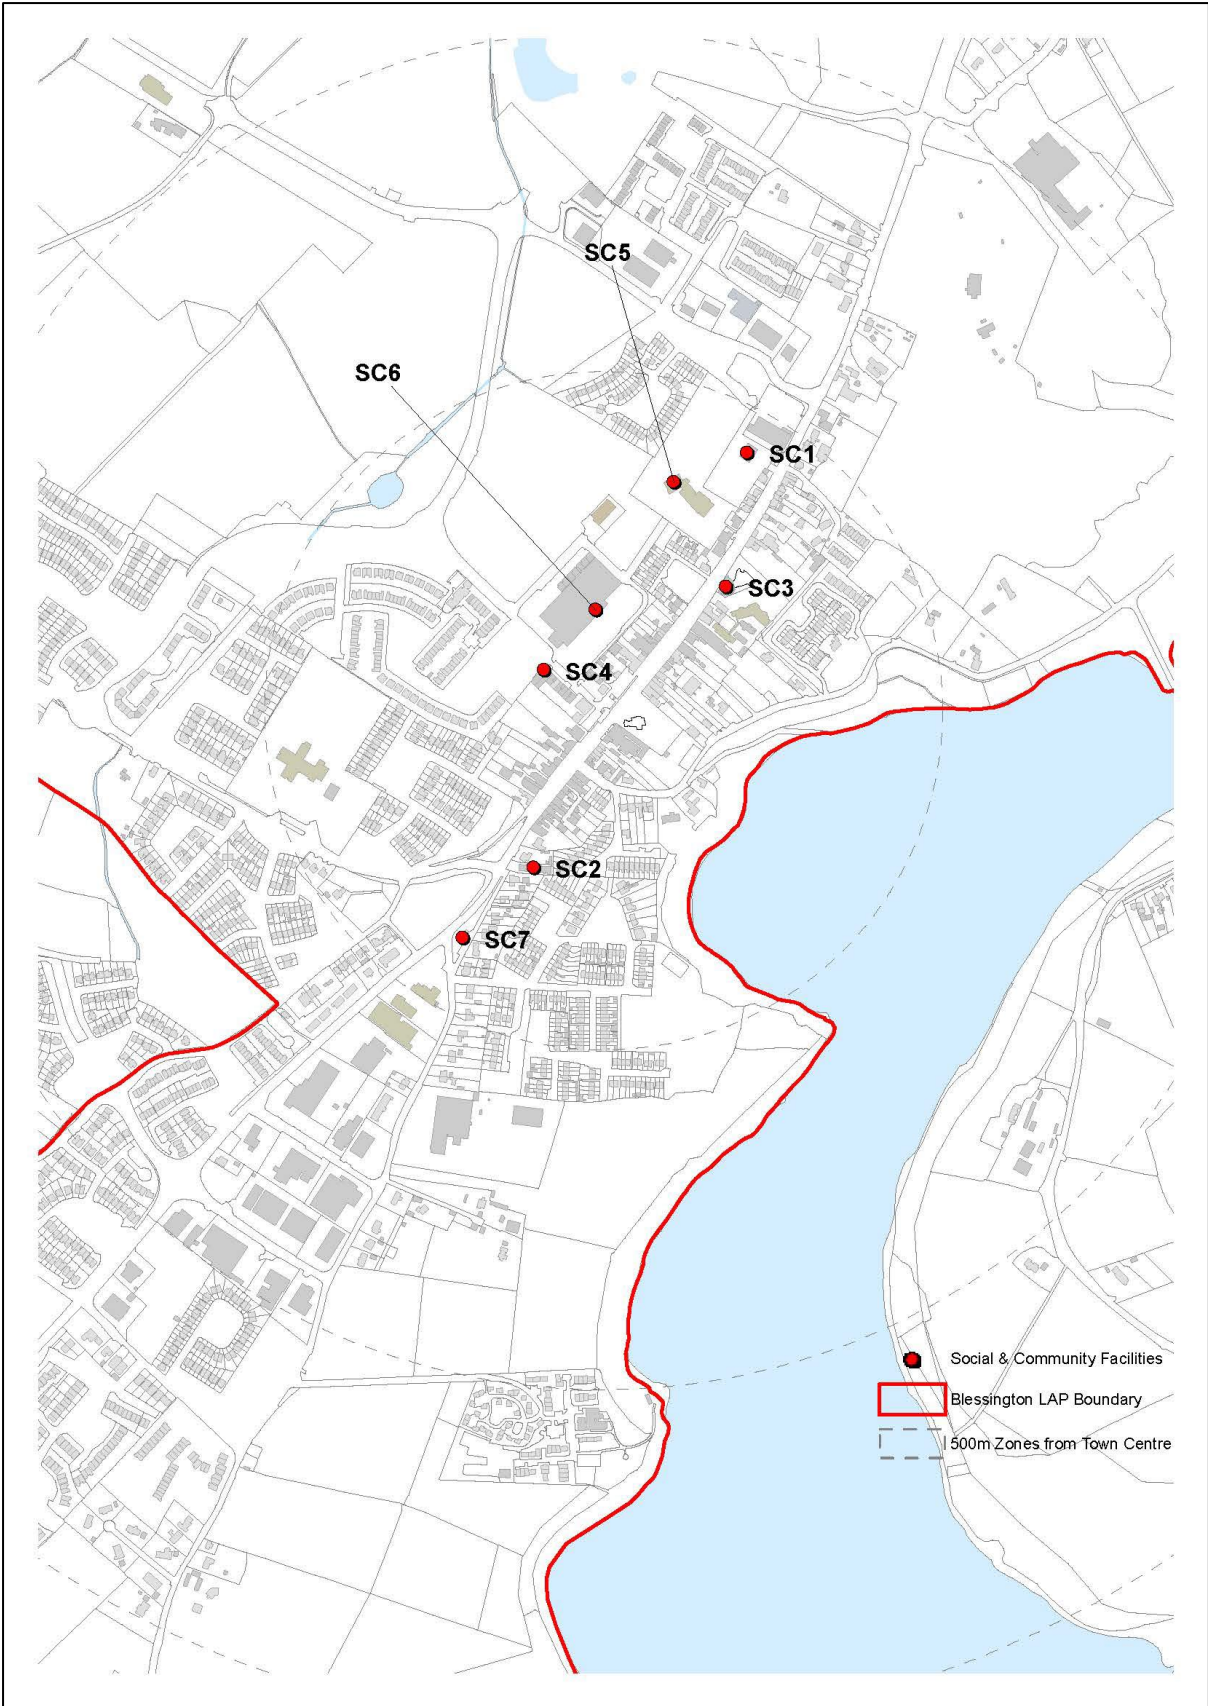 SC5
SC6
SC1
SC3
SC4
SC2
SC7
Social & Community Facilities
Blessington LAP Boundary
500m Zones from Town Centre